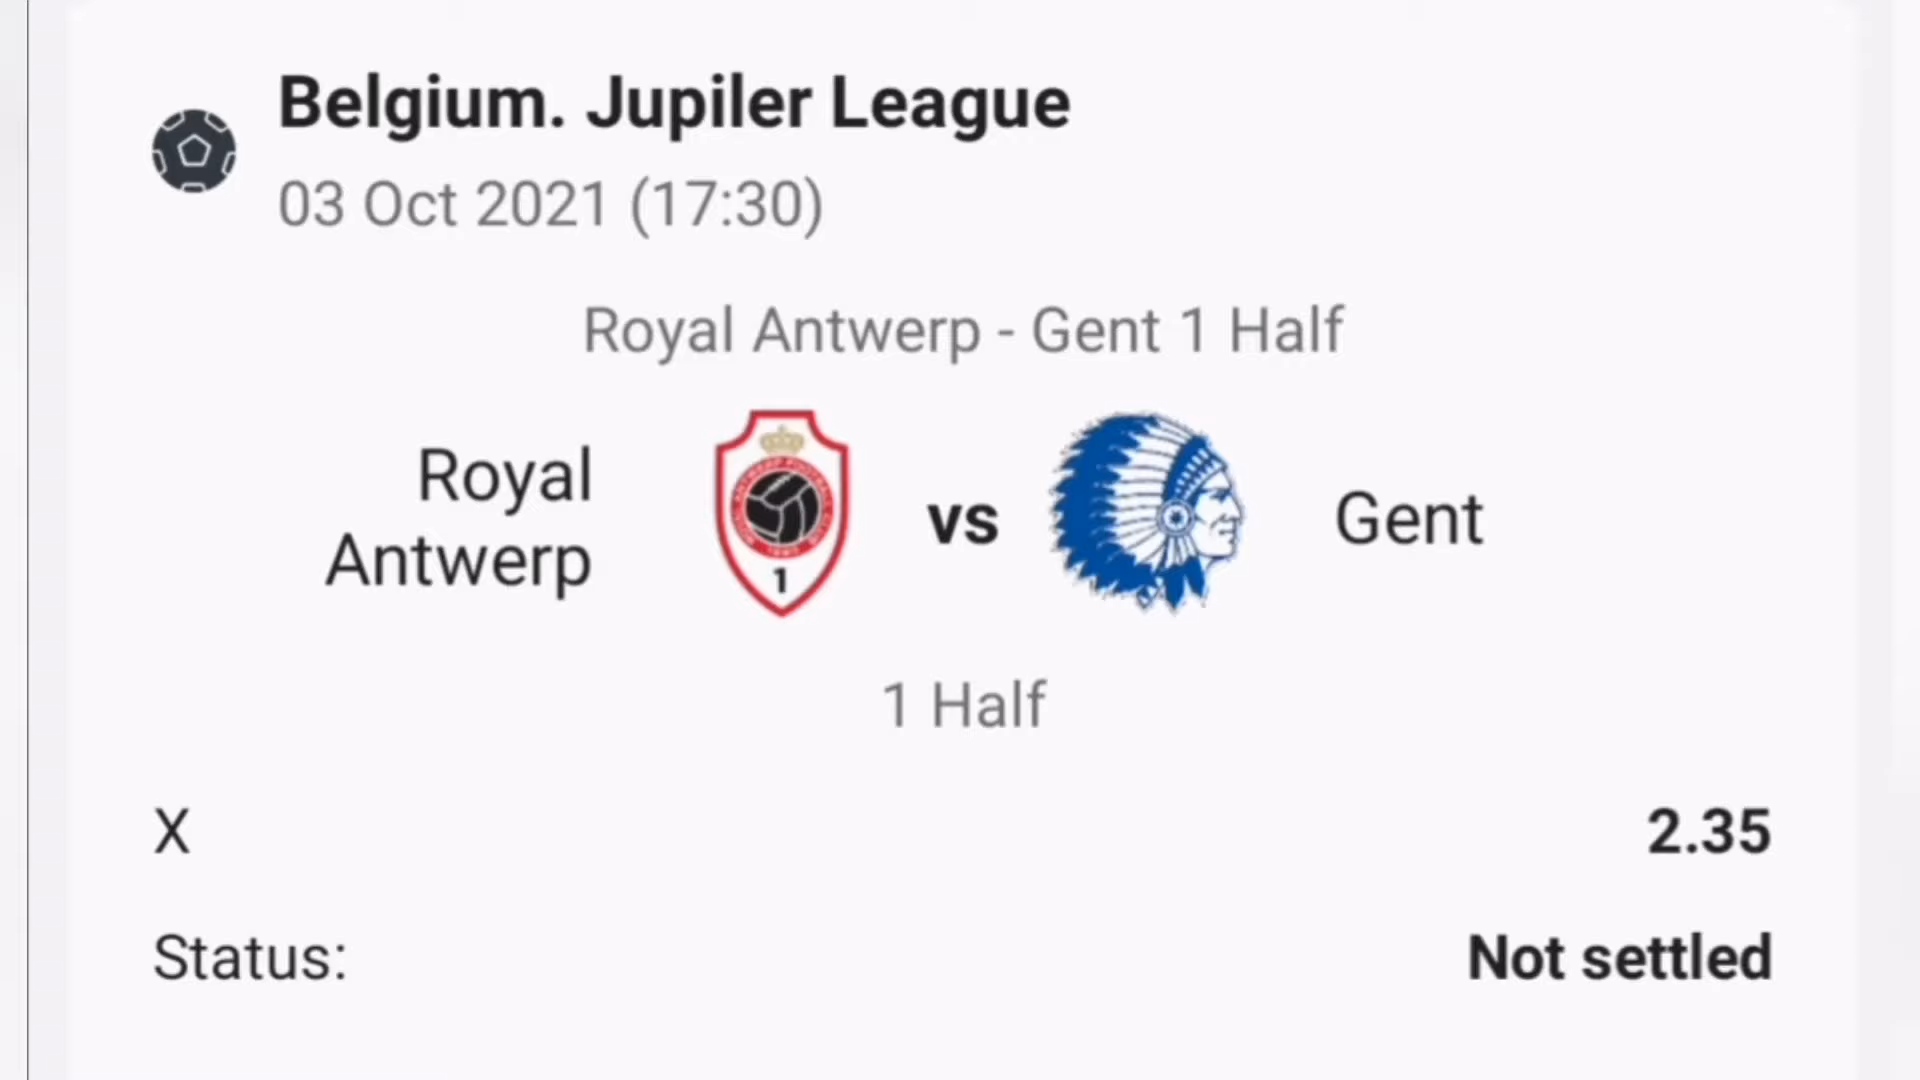 Belgium. Jupiler League
03 Oct 2021 (17:30)
Royal Antwerp - Gent 1 Half
Royal
Antwerp
1
vs
Gent
1 Half
X
2.35
Status:
Not settled